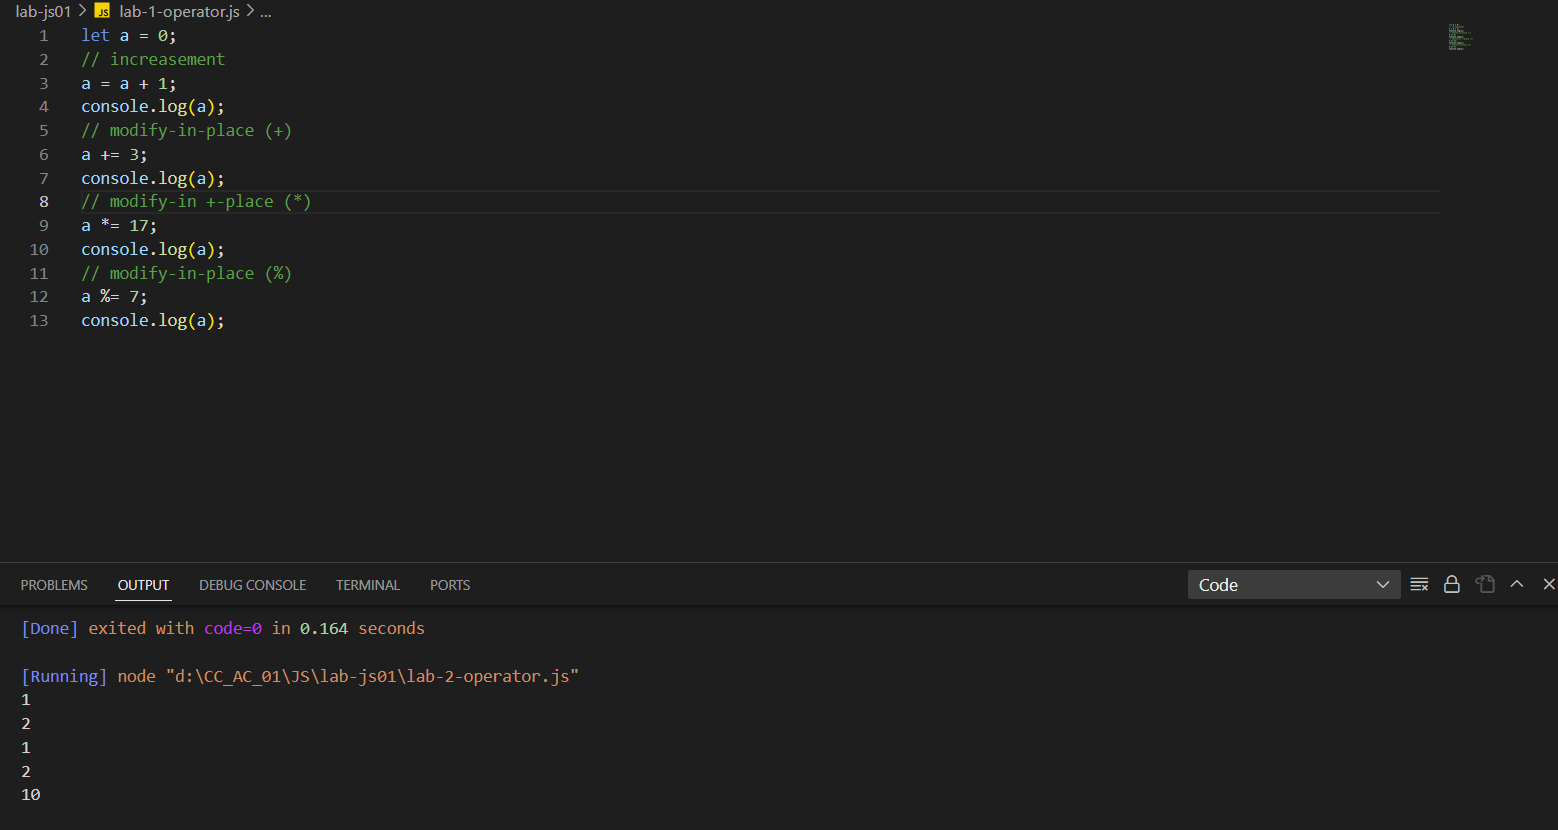 lab-js01 > JS lab-1-operator.js > ...
1 let a = 0;
2 // increasement
3 a = a + 1;
4 console.log(a);
5 // modify-in-place (+)
6 a += 3;
7 console.log(a);
8 // modify-in +-place (*)
9 a *= 17;
10 console.log(a);
11 // modify-in-place (%)
12 a %= 7;
13 console.log(a);
PROBLEMS OUTPUT DEBUG CONSOLE TERMINAL PORTS Code
[Done] exited with code=0 in 0.164 seconds
[Running] node "d:\CC_AC_01\JS\lab-js01\lab-2-operator.js"
1
2
1
2
10